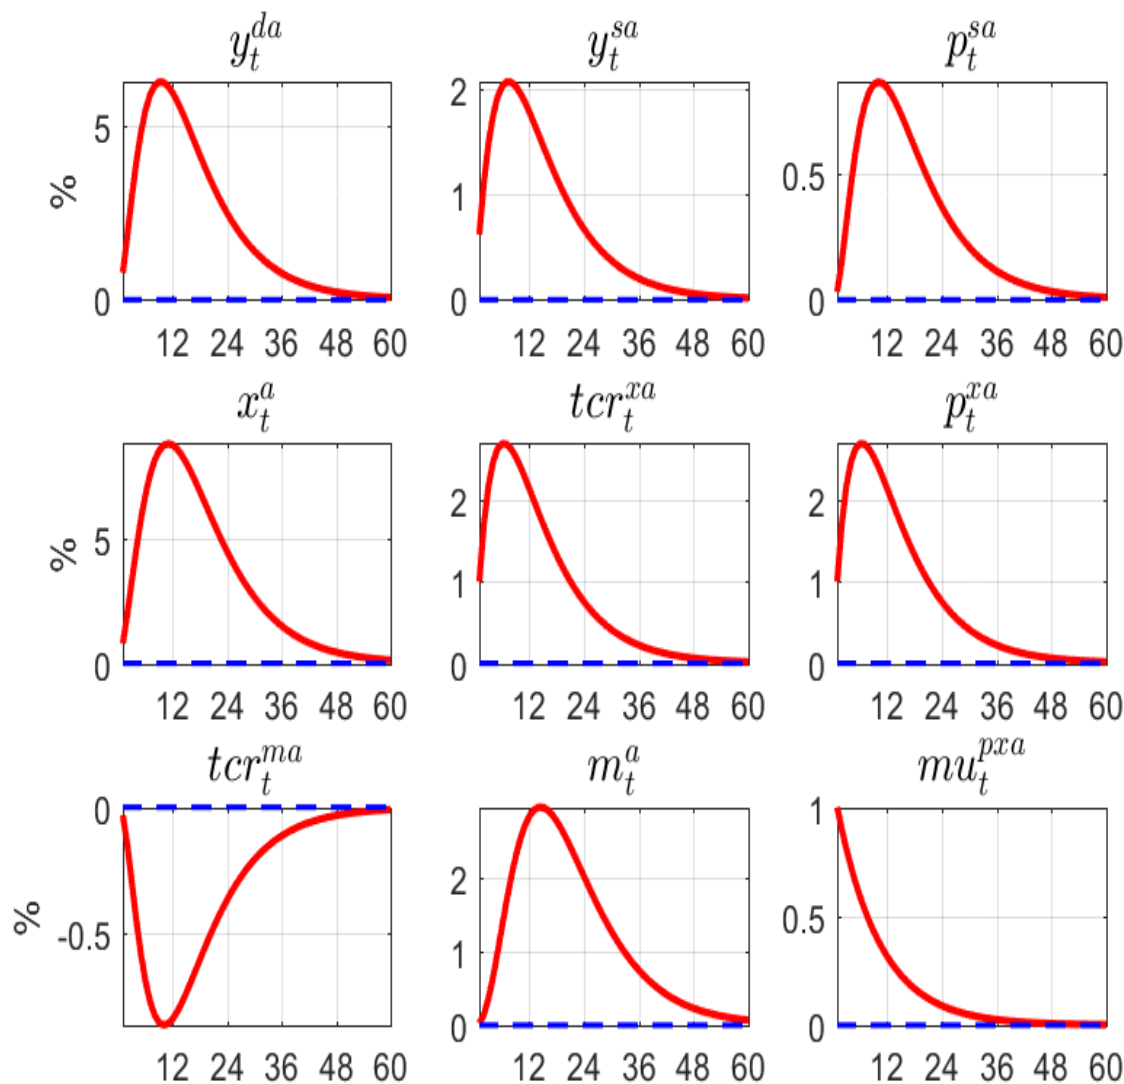 y_t^{da} y_t^{sa} p_t^{sa}
% 5 0 2 1 0 0.5 0
12 24 36 48 60 12 24 36 48 60 12 24 36 48 60
x_t^{a} tcr_t^{xa} p_t^{xa}
% 5 0 2 1 0 2 1 0
12 24 36 48 60 12 24 36 48 60 12 24 36 48 60
tcr_t^{ma} m_t^{a} mu_t^{pxa}
% 0 -0.5 2 1 0 1 0.5 0
12 24 36 48 60 12 24 36 48 60 12 24 36 48 60